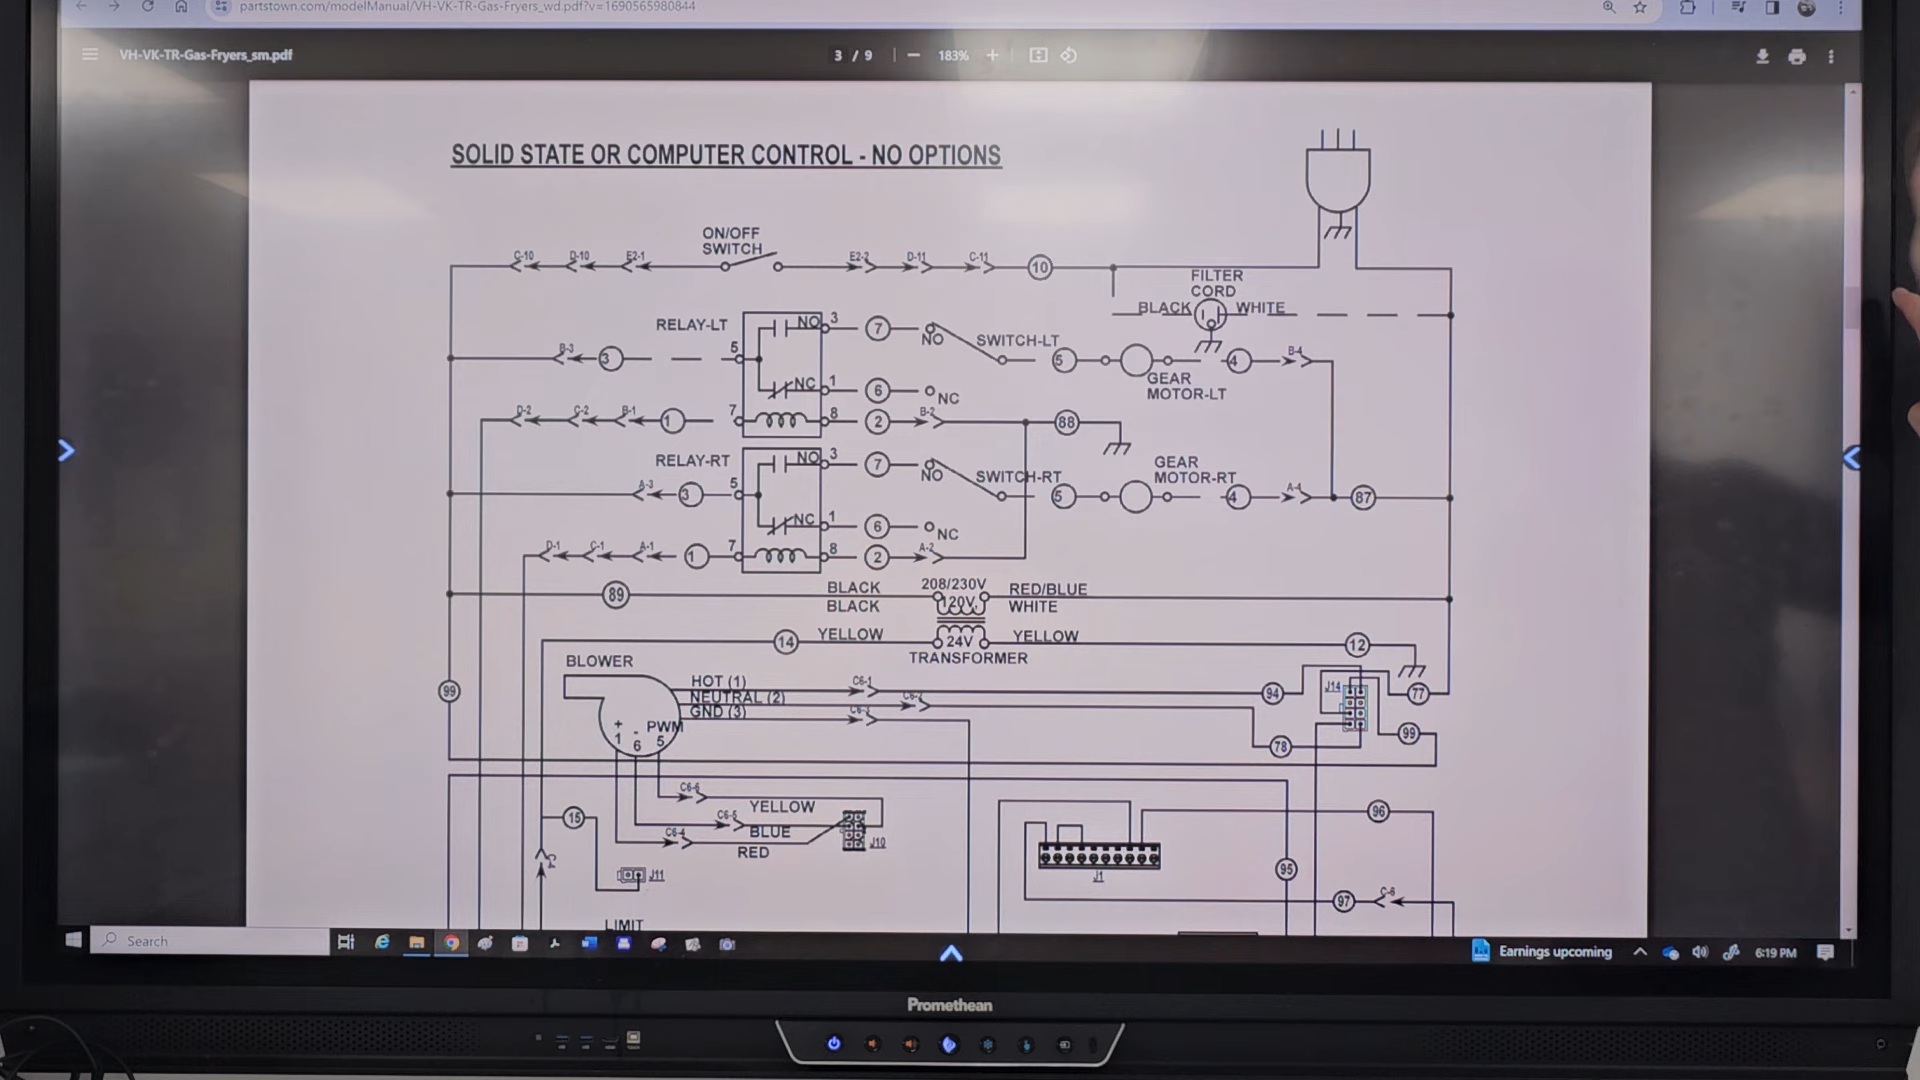 partstown.com/modelManual/VH-VK-TR-Gas-Fryers_wd.pdf?v=1690565980844
VH-VK-TR-Gas-Fryers_sm.pdf
3 / 9
183%
SOLID STATE OR COMPUTER CONTROL - NO OPTIONS
ON/OFF
SWITCH
C-10 D-10 E2-1 E2-2 D-11 C-11 10
FILTER
CORD
BLACK WHITE
RELAY-LT NO 3 7 NO SWITCH-LT
B-3 3 5 5 4 B-4
GEAR
MOTOR-LT
NC 1 6 NC
D-2 C-2 B-1 1 7 8 2 B-2 88
RELAY-RT NO 3 7 NO SWITCH-RT
GEAR
MOTOR-RT
A-3 3 5 5 4 A-4 87
NC 1 6 NC
D-1 C-1 A-1 1 7 8 2 A-2
89 BLACK 208/230V RED/BLUE
BLACK 120V WHITE
14 YELLOW 24V YELLOW 12
TRANSFORMER
BLOWER
99 HOT (1) C6-1 94 J14 77
NEUTRAL (2) C6-2
GND (3) C6-3
+ - PWM
1 6 5
78 99
C6-6 YELLOW
15 C6-5 BLUE
C6-4 RED J10
96
C-4
J11 J1 95
97 C-6
LIMIT
Search
Earnings upcoming
6:19 PM
Promethean